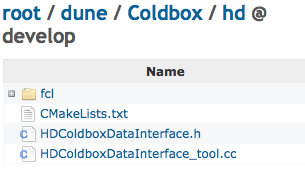 root / dune / Coldbox / hd @
develop
Name
fcl
CMakeLists.txt
HDColdboxDataInterface.h
HDColdboxDataInterface_tool.cc